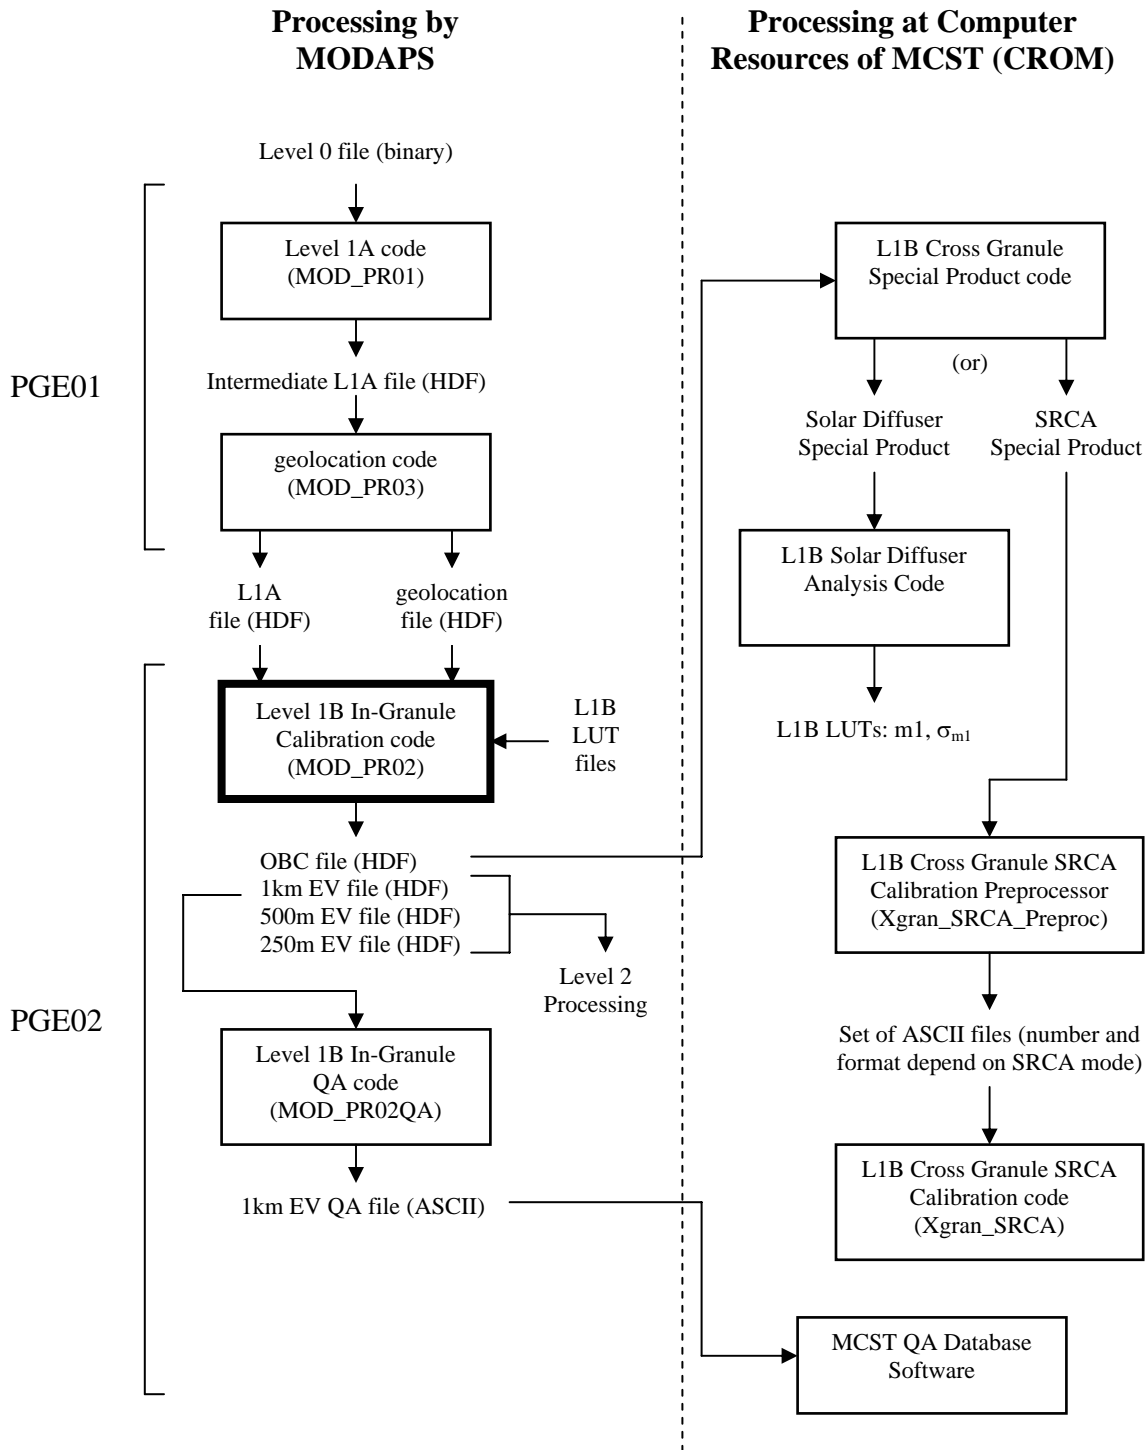 Processing by
MODAPS
Processing at Computer
Resources of MCST (CROM)
Level 0 file (binary)
PGE01
Level 1A code
(MOD_PR01)
Intermediate L1A file (HDF)
geolocation code
(MOD_PR03)
L1A
file (HDF)
geolocation
file (HDF)
PGE02
Level 1B In-Granule
Calibration code
(MOD_PR02)
L1B
LUT
files
OBC file (HDF)
1km EV file (HDF)
500m EV file (HDF)
250m EV file (HDF)
Level 2
Processing
Level 1B In-Granule
QA code
(MOD_PR02QA)
1km EV QA file (ASCII)
L1B Cross Granule
Special Product code
(or)
Solar Diffuser
Special Product
SRCA
Special Product
L1B Solar Diffuser
Analysis Code
L1B LUTs: m1, σm1
L1B Cross Granule SRCA
Calibration Preprocessor
(Xgran_SRCA_Preproc)
Set of ASCII files (number and
format depend on SRCA mode)
L1B Cross Granule SRCA
Calibration code
(Xgran_SRCA)
MCST QA Database
Software